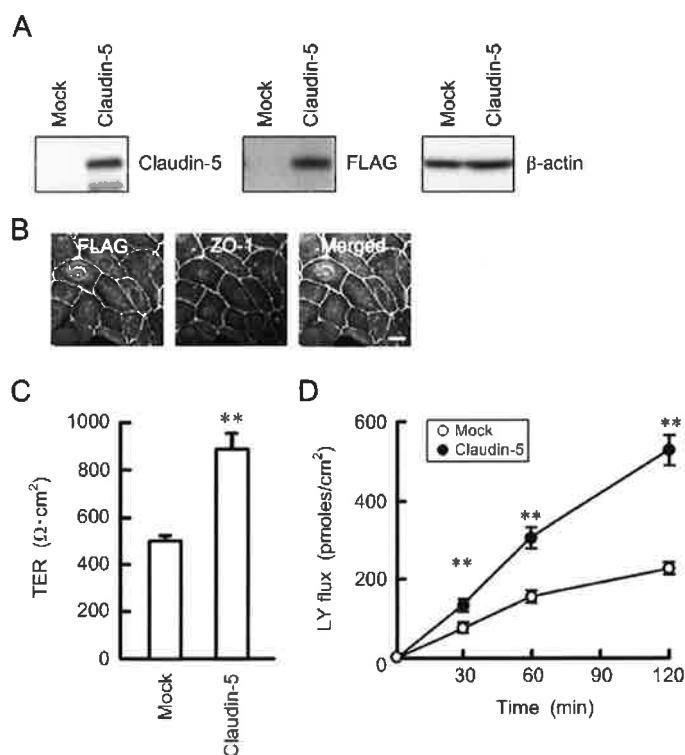 A
Mock
Claudin-5
Claudin-5
Mock
Claudin-5
FLAG
Mock
Claudin-5
β-actin
B
FLAG
ZO-1
Merged
C
1000
800
600
400
200
0
TER (Ω·cm²)
**
Mock
Claudin-5
D
600
400
200
0
LY flux (pmoles/cm²)
Mock
Claudin-5
**
**
**
30
60
90
120
Time (min)